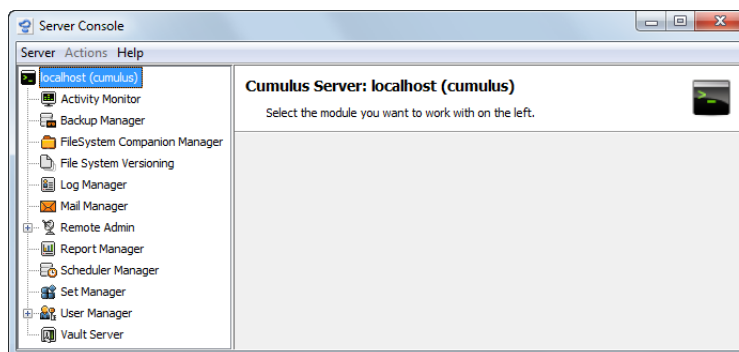 Server Console
Server Actions Help
localhost (cumulus)
Activity Monitor
Backup Manager
FileSystem Companion Manager
File System Versioning
Log Manager
Mail Manager
Remote Admin
Report Manager
Scheduler Manager
Set Manager
User Manager
Vault Server
Cumulus Server: localhost (cumulus)
Select the module you want to work with on the left.